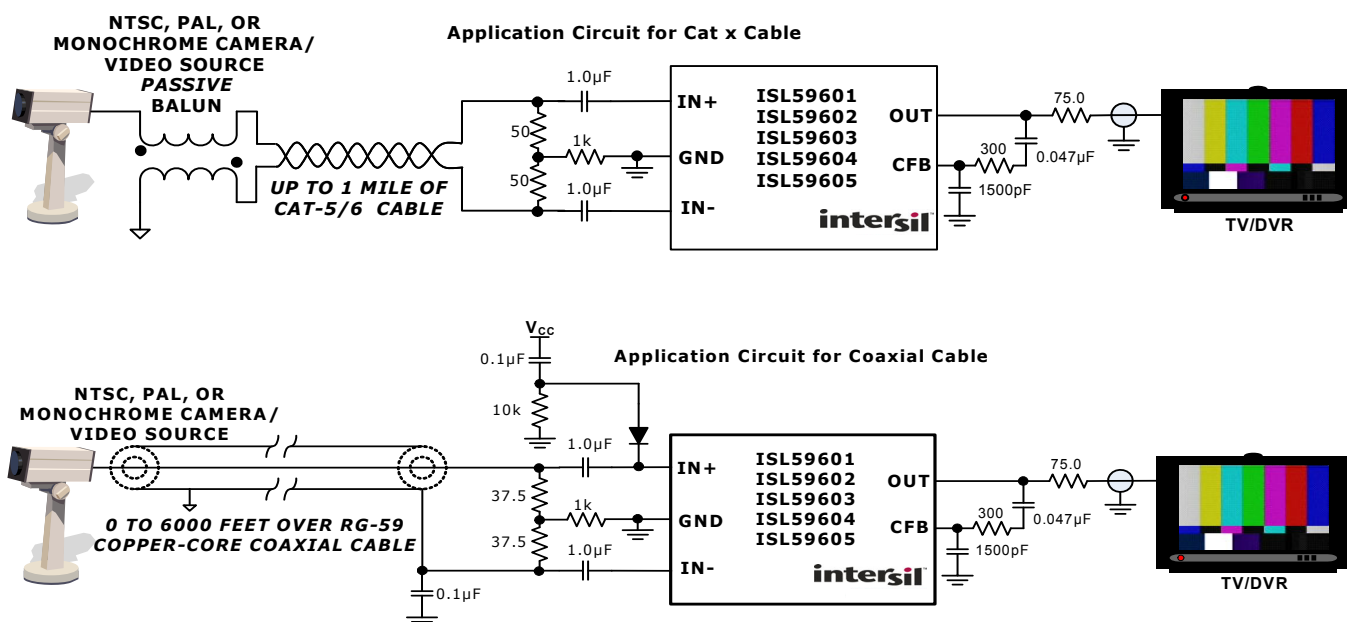 NTSC, PAL, OR
MONOCHROME CAMERA/
VIDEO SOURCE
PASSIVE
BALUN
Application Circuit for Cat x Cable
1.0µF
50
1k
50
1.0µF
UP TO 1 MILE OF
CAT-5/6 CABLE
IN+
GND
IN-
ISL59601
ISL59602
ISL59603
ISL59604
ISL59605
intersil™
OUT
CFB
75.0
300
0.047µF
1500pF
TV/DVR
Application Circuit for Coaxial Cable
VCC
0.1µF
10k
NTSC, PAL, OR
MONOCHROME CAMERA/
VIDEO SOURCE
1.0µF
37.5
1k
37.5
1.0µF
0 TO 6000 FEET OVER RG-59
COPPER-CORE COAXIAL CABLE
0.1µF
IN+
GND
IN-
ISL59601
ISL59602
ISL59603
ISL59604
ISL59605
intersil™
OUT
CFB
75.0
300
0.047µF
1500pF
TV/DVR